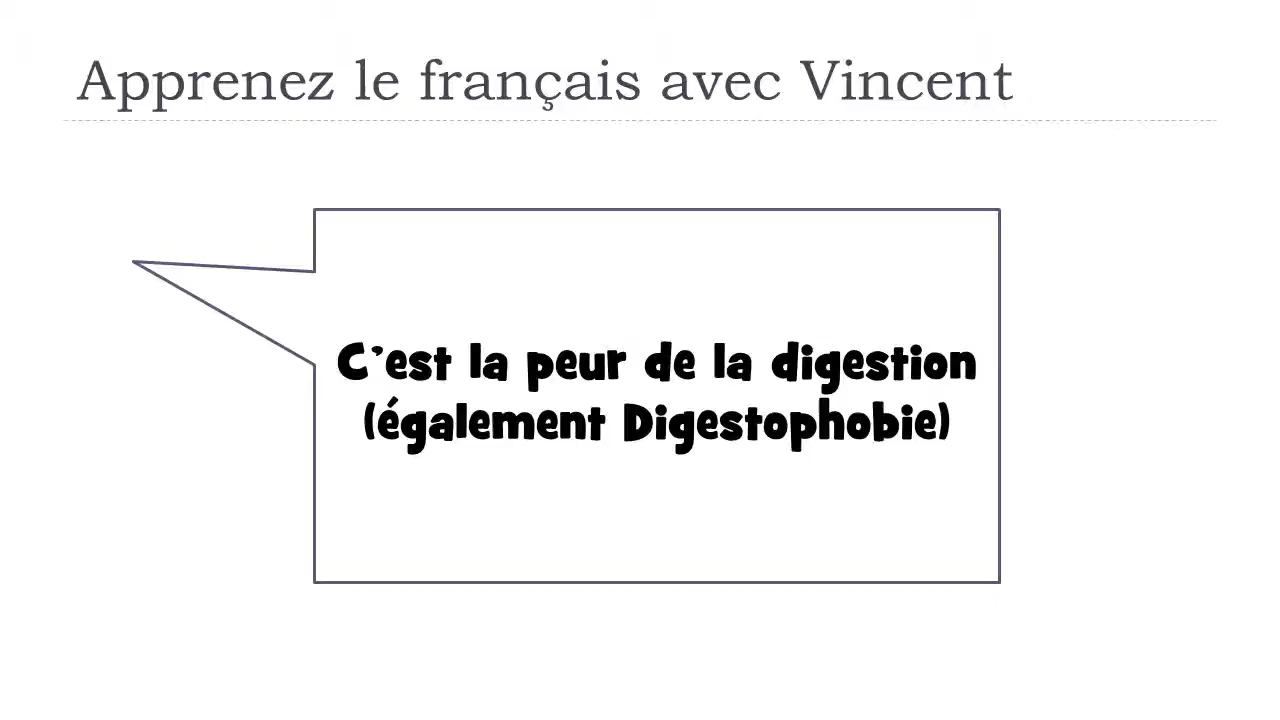 Apprenez le français avec Vincent
C'est la peur de la digestion
(également Digestophobie)